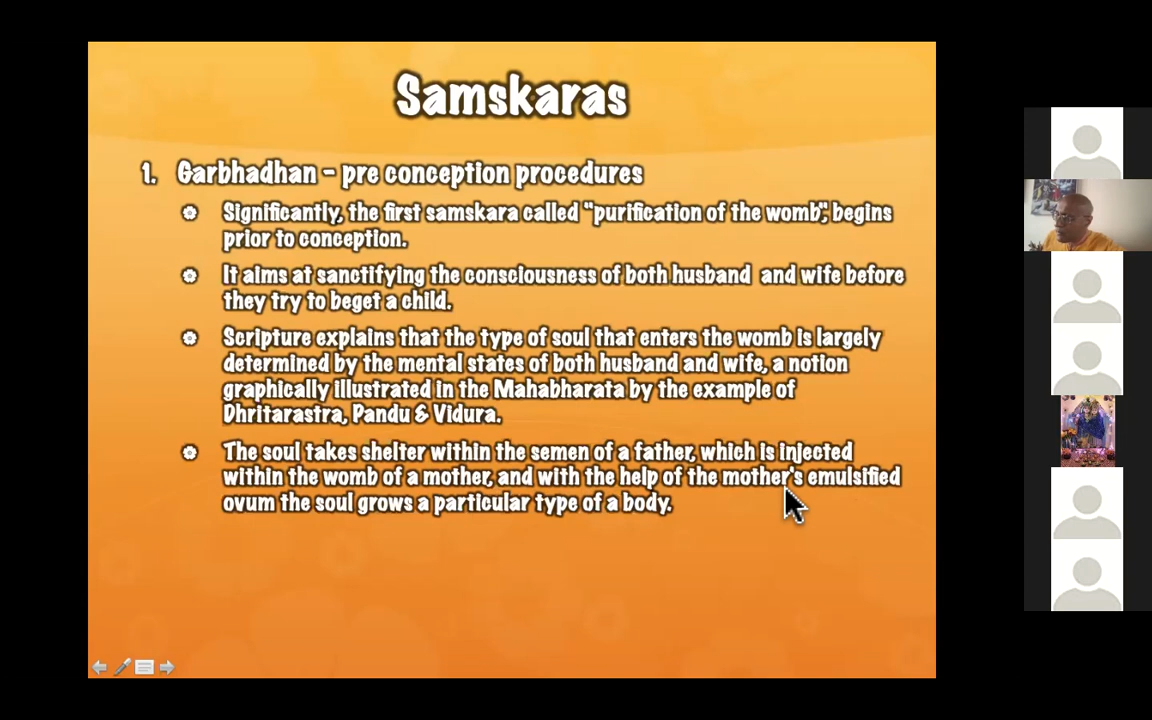 Samskaras
1. Garbhadhan - pre conception procedures
Significantly, the first samskara called "purification of the womb", begins
prior to conception.
It aims at sanctifying the consciousness of both husband and wife before
they try to beget a child.
Scripture explains that the type of soul that enters the womb is largely
determined by the mental states of both husband and wife, a notion
graphically illustrated in the Mahabharata by the example of
Dhritarastra, Pandu & Vidura.
The soul takes shelter within the semen of a father, which is injected
within the womb of a mother, and with the help of the mother's emulsified
ovum the soul grows a particular type of a body.